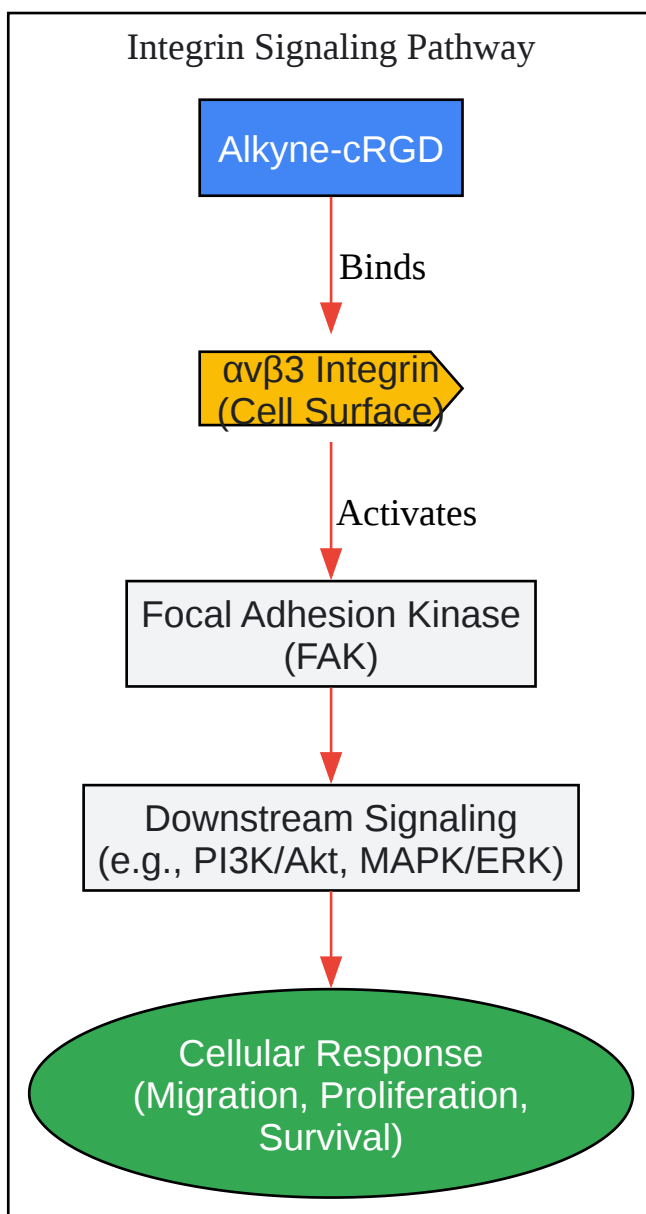 Integrin Signaling Pathway
Alkyne-cRGD
Binds
αvβ3 Integrin
(Cell Surface)
Activates
Focal Adhesion Kinase
(FAK)
Downstream Signaling
(e.g., PI3K/Akt, MAPK/ERK)
Cellular Response
(Migration, Proliferation,
Survival)